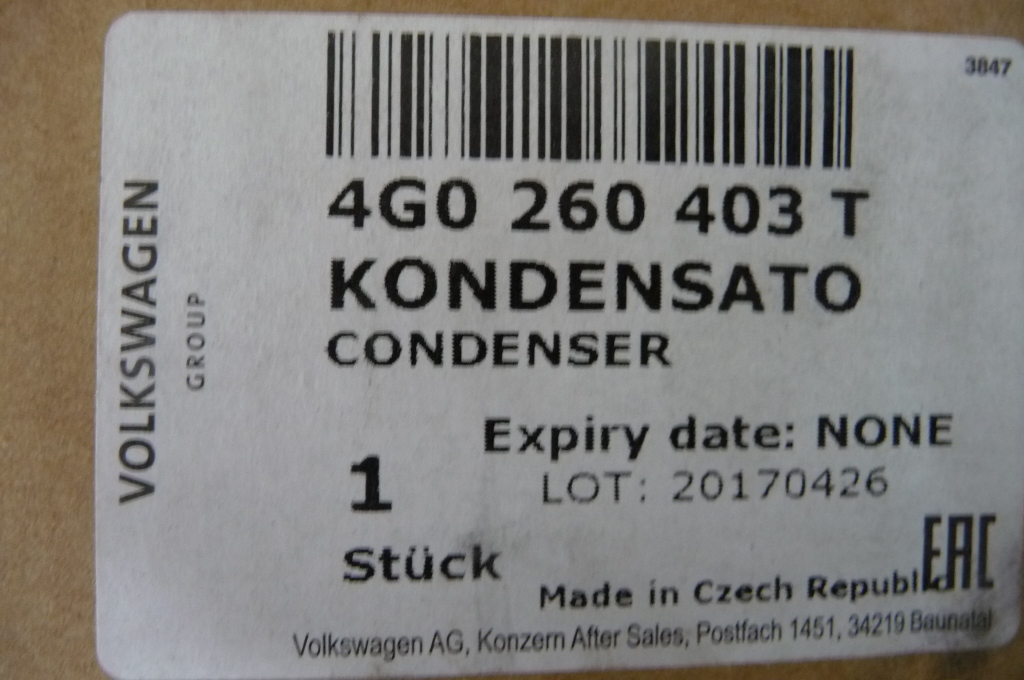 3847
4G0 260 403 T
KONDENSATO
CONDENSER
VOLKSWAGEN
GROUP
Expiry date: NONE
1
LOT: 20170426
Stück
EAC
Made in Czech Republic
Volkswagen AG, Konzern After Sales, Postfach 1451, 34219 Baunatal